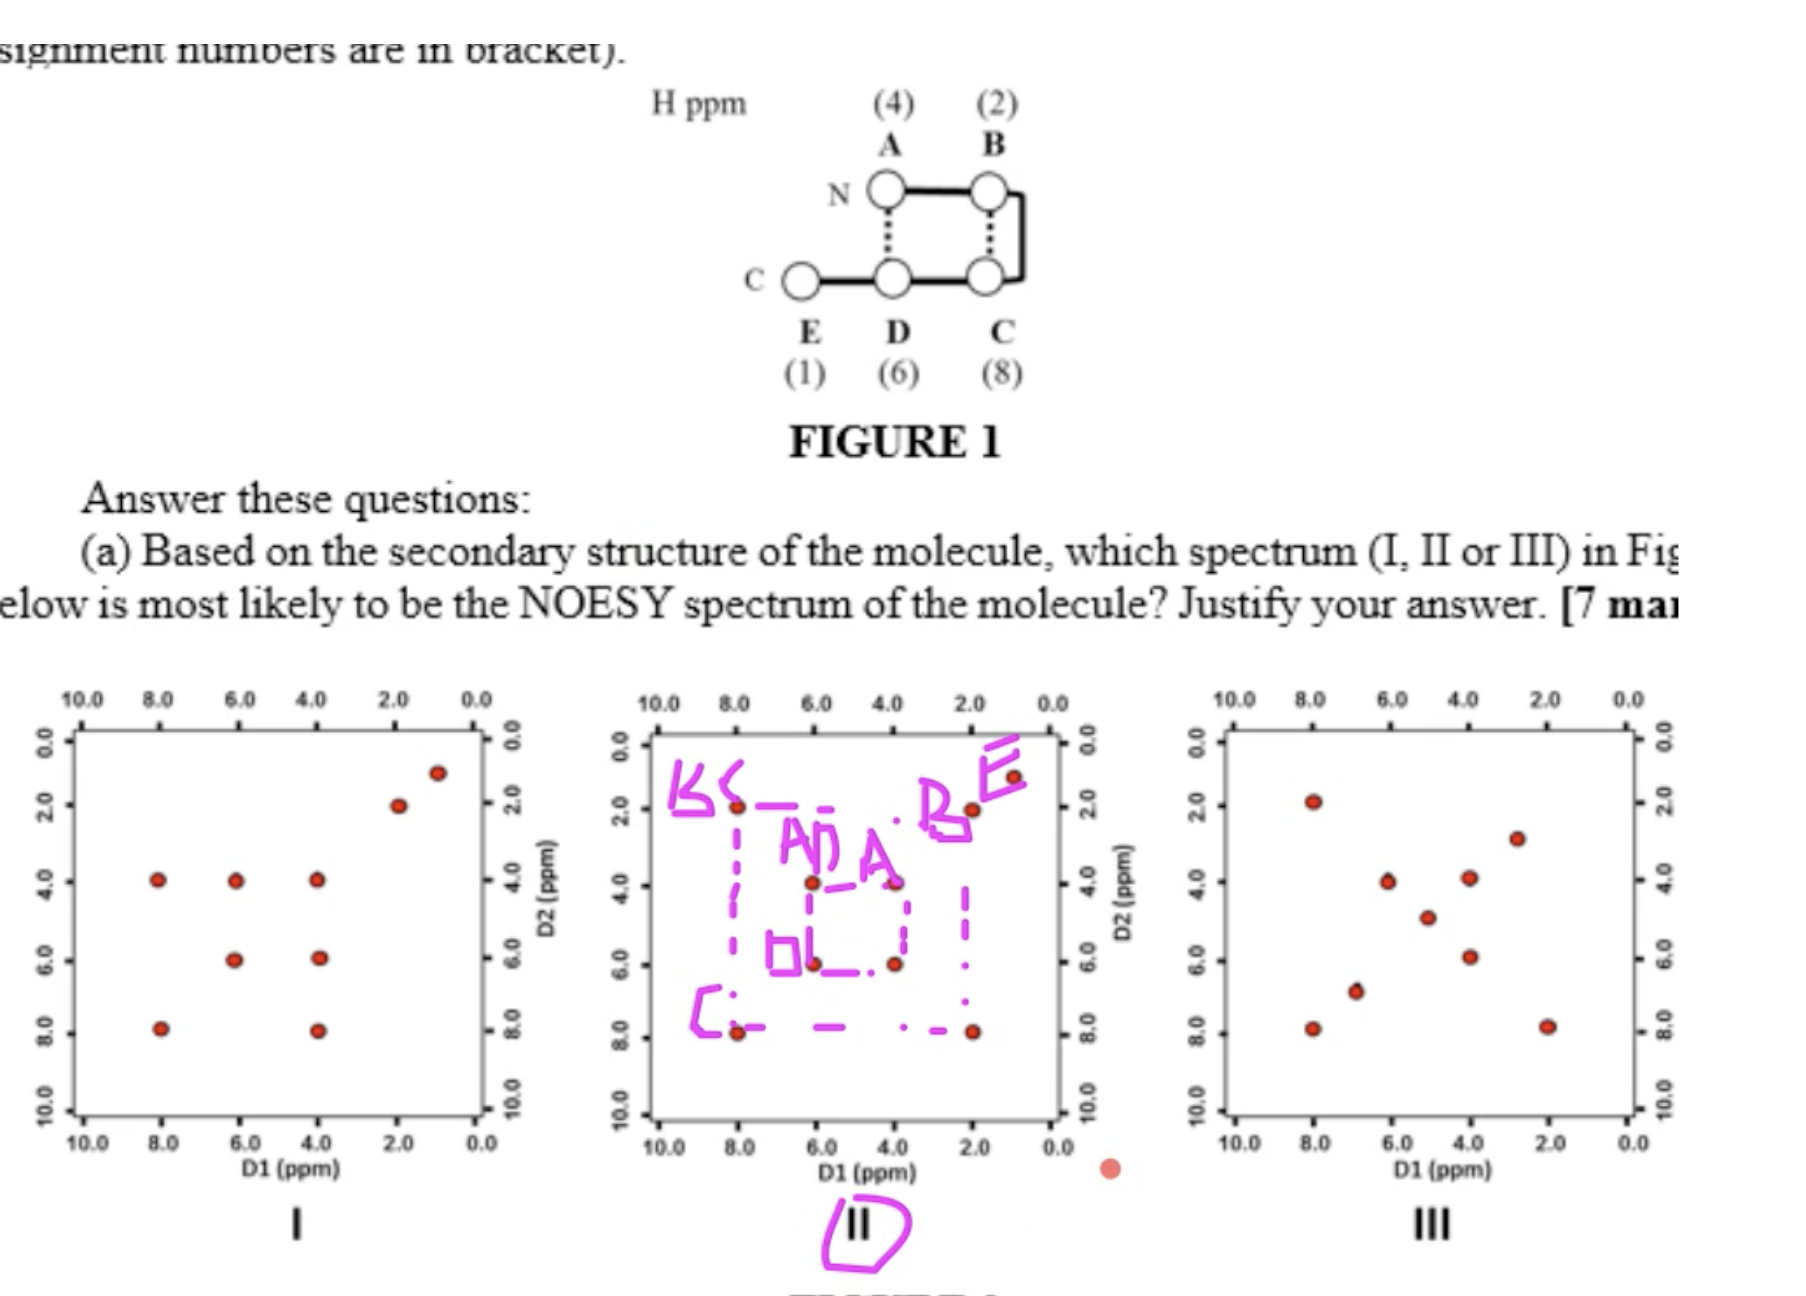 signment numbers are in bracket).
H ppm (4) (2)
A B
N
C
E D C
(1) (6) (8)
FIGURE 1
Answer these questions:
(a) Based on the secondary structure of the molecule, which spectrum (I, II or III) in Fig
elow is most likely to be the NOESY spectrum of the molecule? Justify your answer. [7 mar
10.0 8.0 6.0 4.0 2.0 0.0
0.0 2.0 4.0 6.0 8.0 10.0
0.0 2.0 4.0 6.0 8.0 10.0
D2 (ppm)
10.0 8.0 6.0 4.0 2.0 0.0
D1 (ppm)
I
10.0 8.0 6.0 4.0 2.0 0.0
0.0 2.0 4.0 6.0 8.0 10.0
BC
AD A B E
D
C
0.0 2.0 4.0 6.0 8.0 10.0
D2 (ppm)
10.0 8.0 6.0 4.0 2.0 0.0
D1 (ppm)
II
10.0 8.0 6.0 4.0 2.0 0.0
0.0 2.0 4.0 6.0 8.0 10.0
0.0 2.0 4.0 6.0 8.0 10.0
10.0 8.0 6.0 4.0 2.0 0.0
D1 (ppm)
III